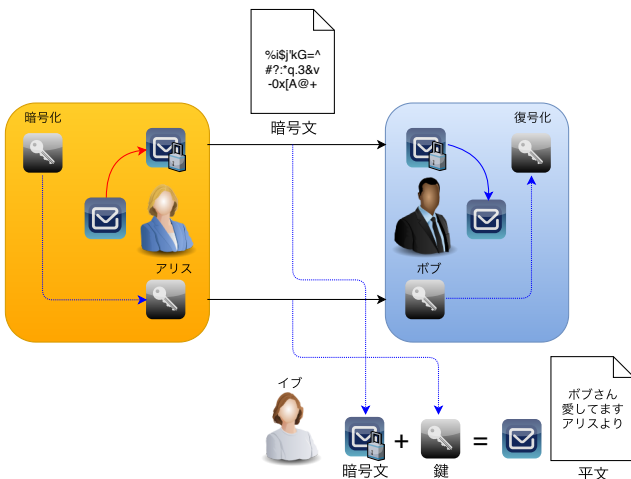 %i$j'kG=^
#?:*q.3&v
-0x[A@+
暗号文
暗号化
復号化
アリス
ボブ
イブ
+
=
暗号文
鍵
ボブさん
愛してます
アリスより
平文